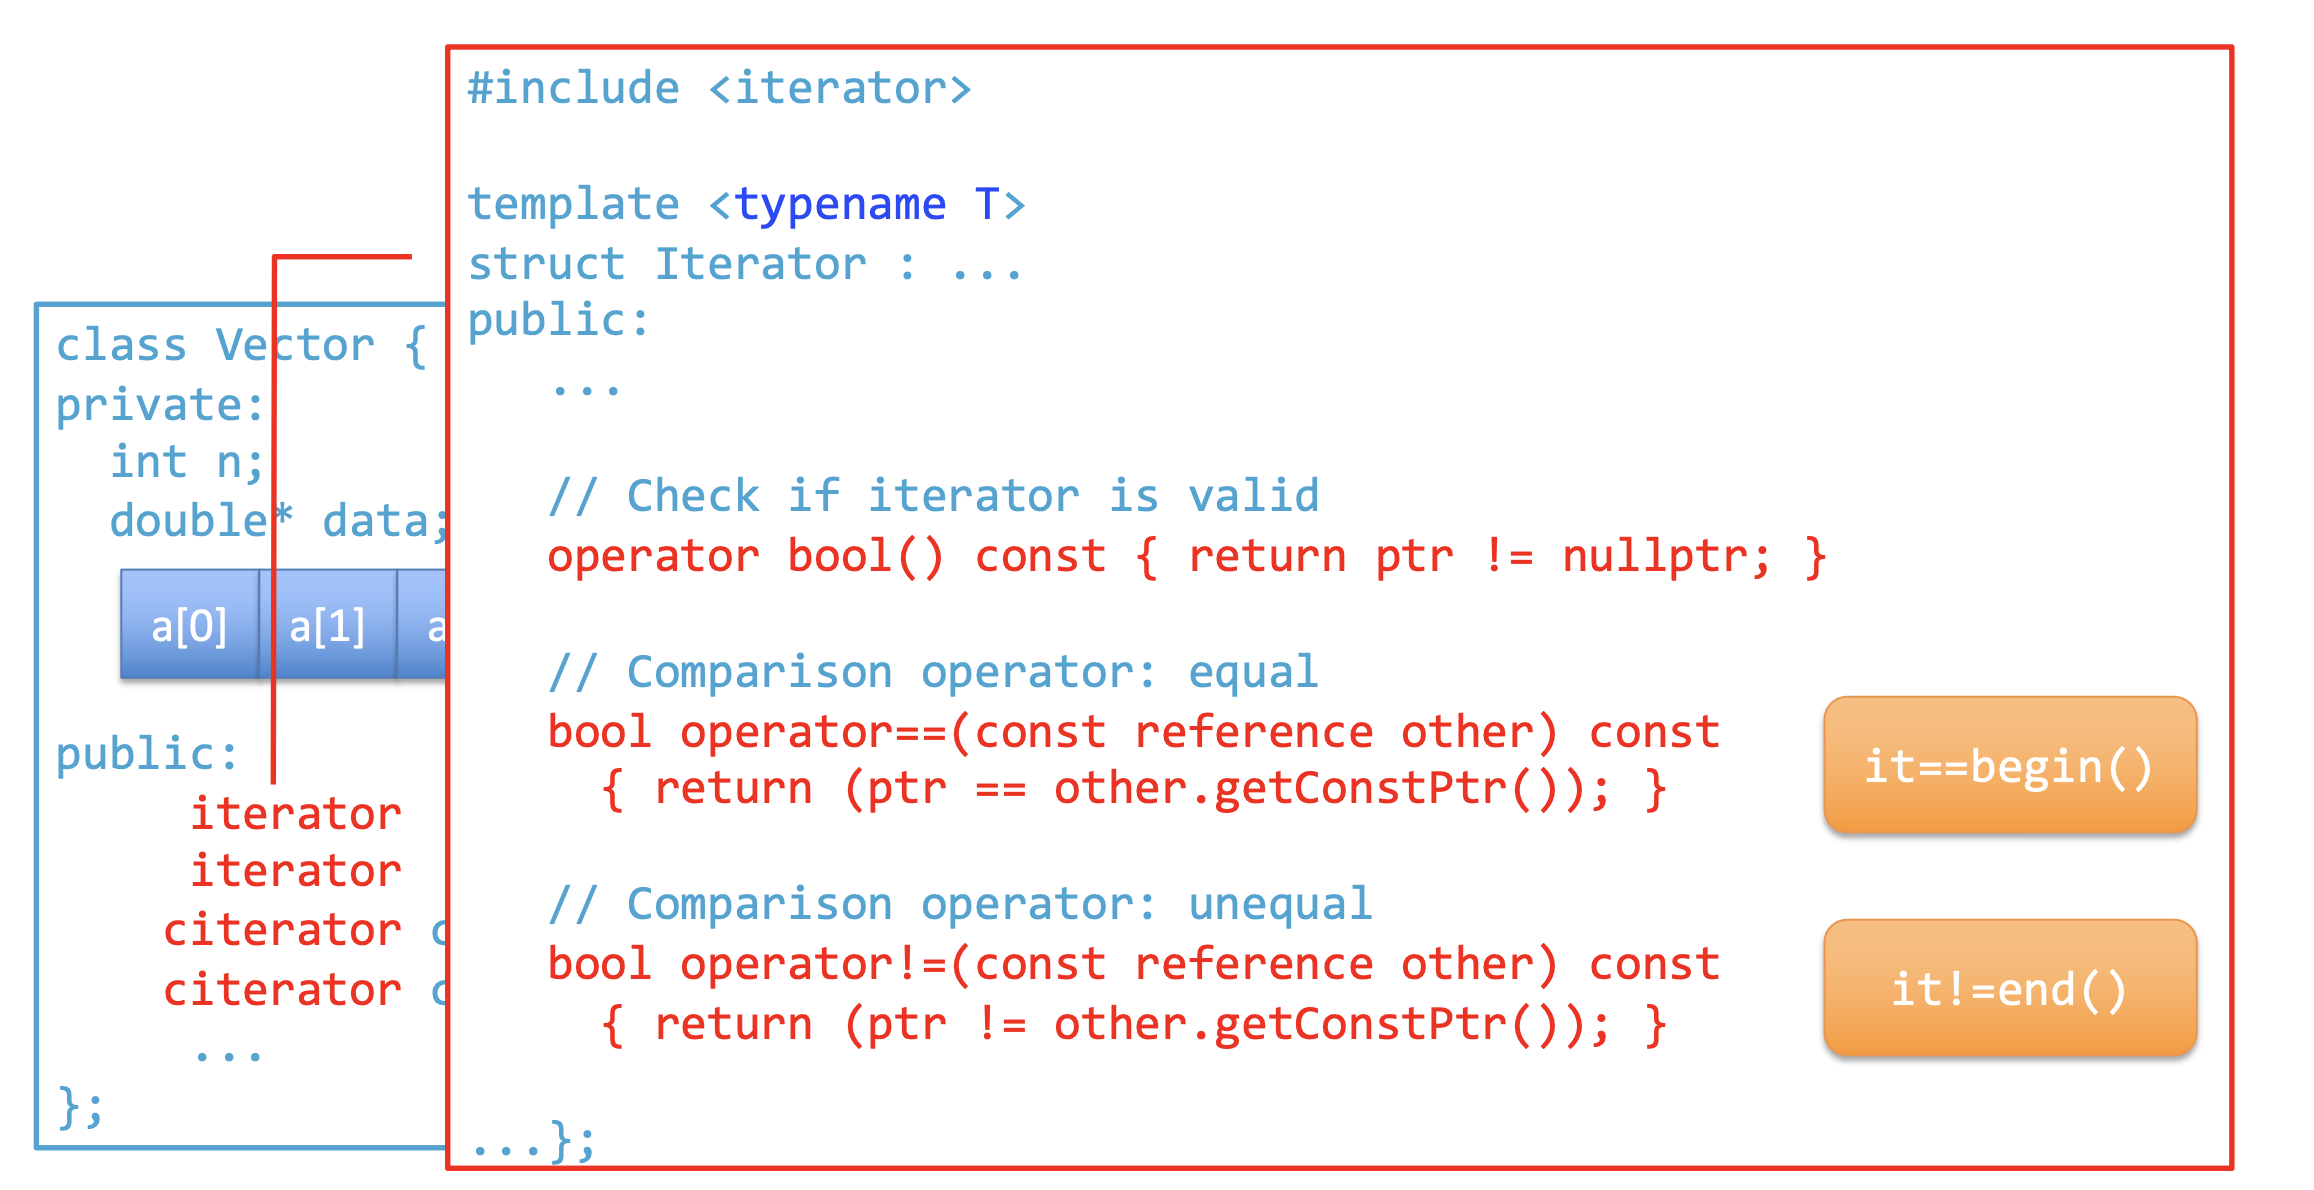 #include <iterator>
template <typename T>
struct Iterator : ...
public:
...
// Check if iterator is valid
operator bool() const { return ptr != nullptr; }
// Comparison operator: equal
bool operator==(const reference other) const
{ return (ptr == other.getConstPtr()); }
// Comparison operator: unequal
bool operator!=(const reference other) const
{ return (ptr != other.getConstPtr()); }
...};
it==begin()
it!=end()
class Vector {
private:
int n;
double* data;
a[0] a[1]
public:
iterator
iterator
citerator
citerator
...
};